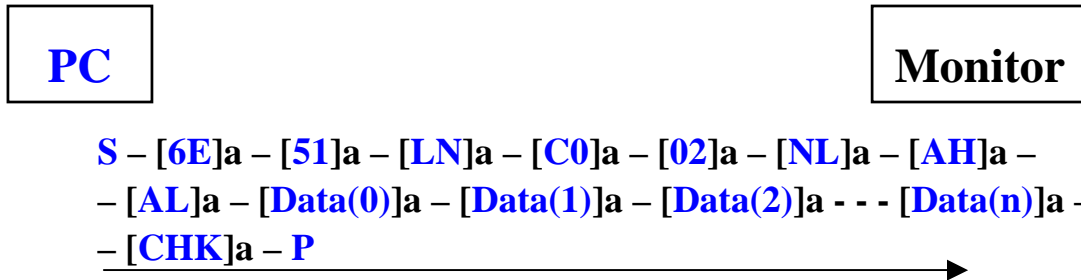 PC
Monitor
S – [6E]a – [51]a – [LN]a – [C0]a – [02]a – [NL]a – [AH]a –
– [AL]a – [Data(0)]a – [Data(1)]a – [Data(2)]a - - - [Data(n)]a –
– [CHK]a – P